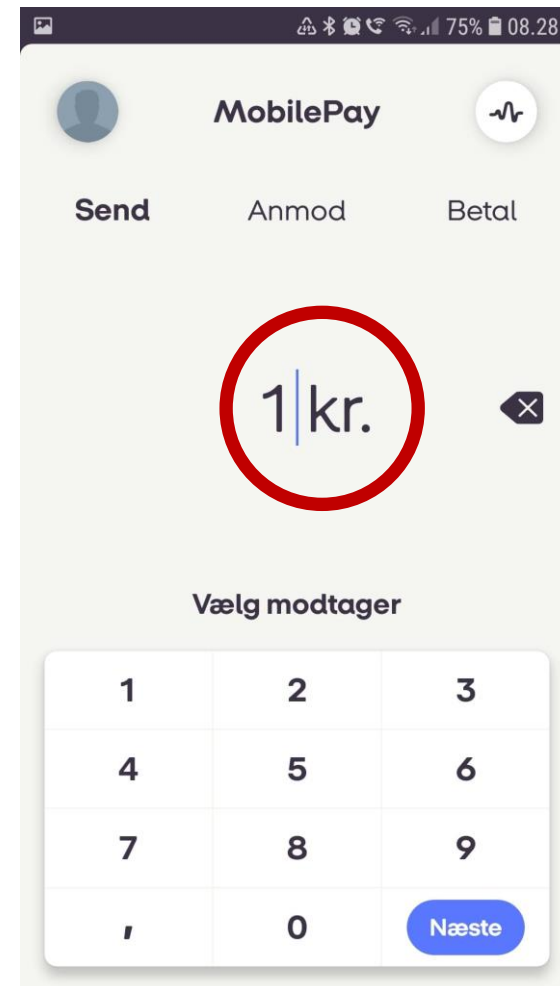 75% 08.28
MobilePay
Send Anmod Betal
1 kr.
Vælg modtager
1 2 3
4 5 6
7 8 9
, 0 Næste